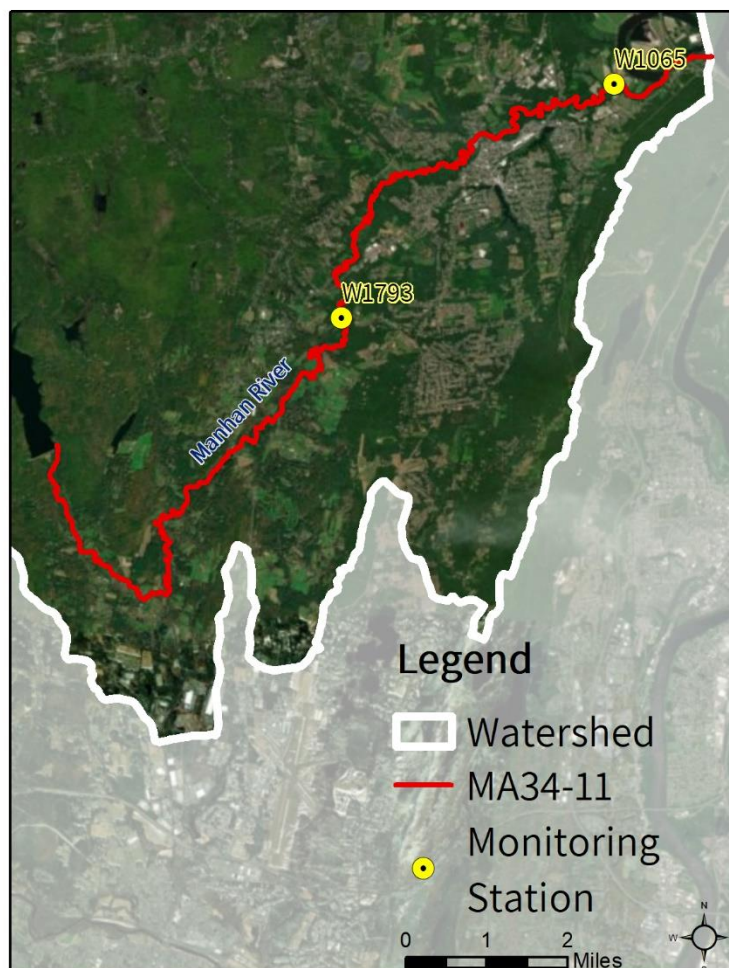 W1065
W1793
Manhan River
Legend
Watershed
MA34-11
Monitoring
Station
N
W
0 1 2
Miles